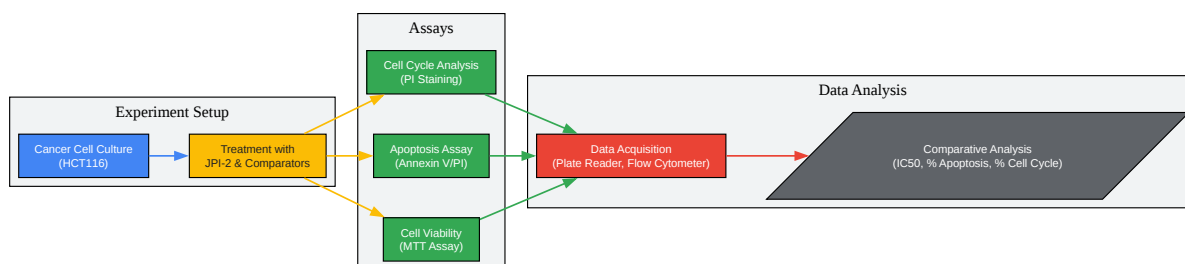 Experiment Setup
Cancer Cell Culture
(HCT116)
Treatment with
JPI-2 & Comparators
Assays
Cell Cycle Analysis
(PI Staining)
Apoptosis Assay
(Annexin V/PI)
Cell Viability
(MTT Assay)
Data Analysis
Data Acquisition
(Plate Reader, Flow Cytometer)
Comparative Analysis
(IC50, % Apoptosis, % Cell Cycle)